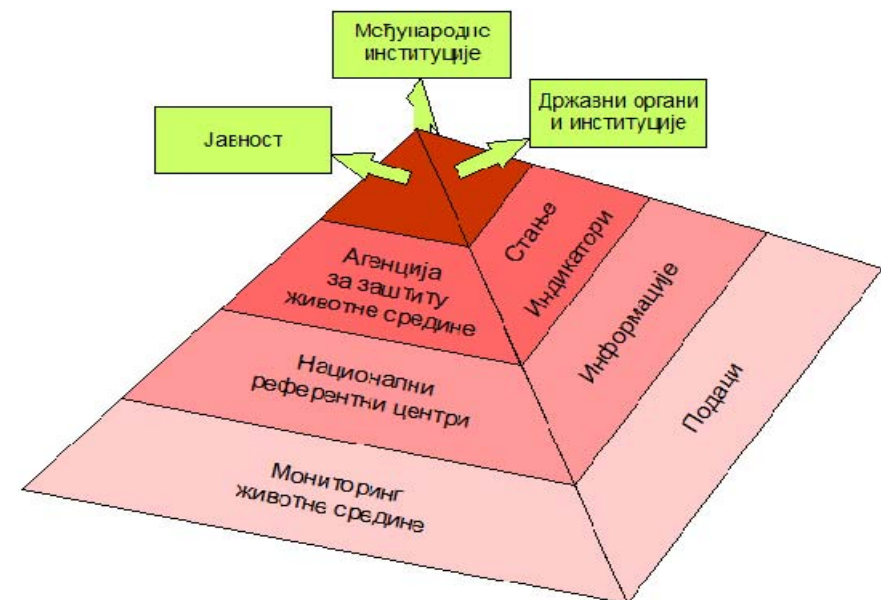 Међународне
институције
Државни органи
и институције
Јавност
Стање
Индикатори
Агенција
за заштиту
животне средине
Информације
Национални
референтни центри
Подаци
Мониторинг
животне средине